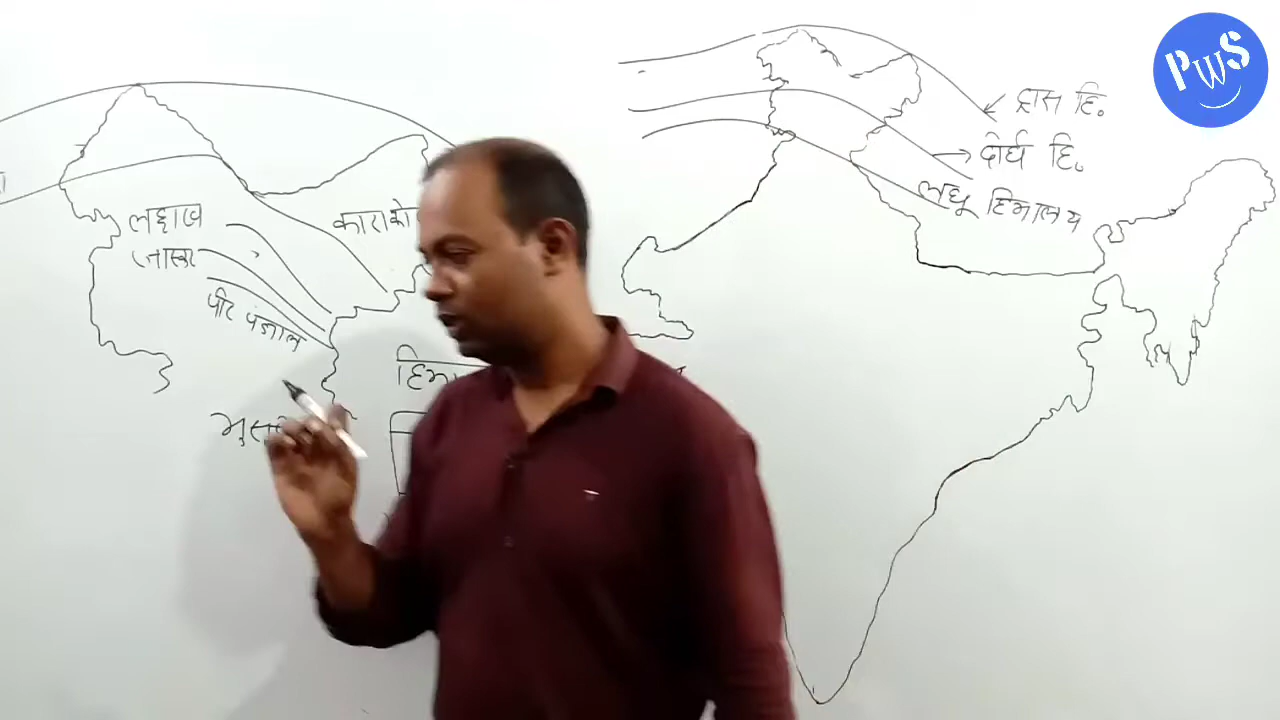 लद्दाख
जास्कर
पीर पंजाल
काराको
हिमा
ट्रास हि॰
दीर्घ हि॰
लघु हिमालय
PWS